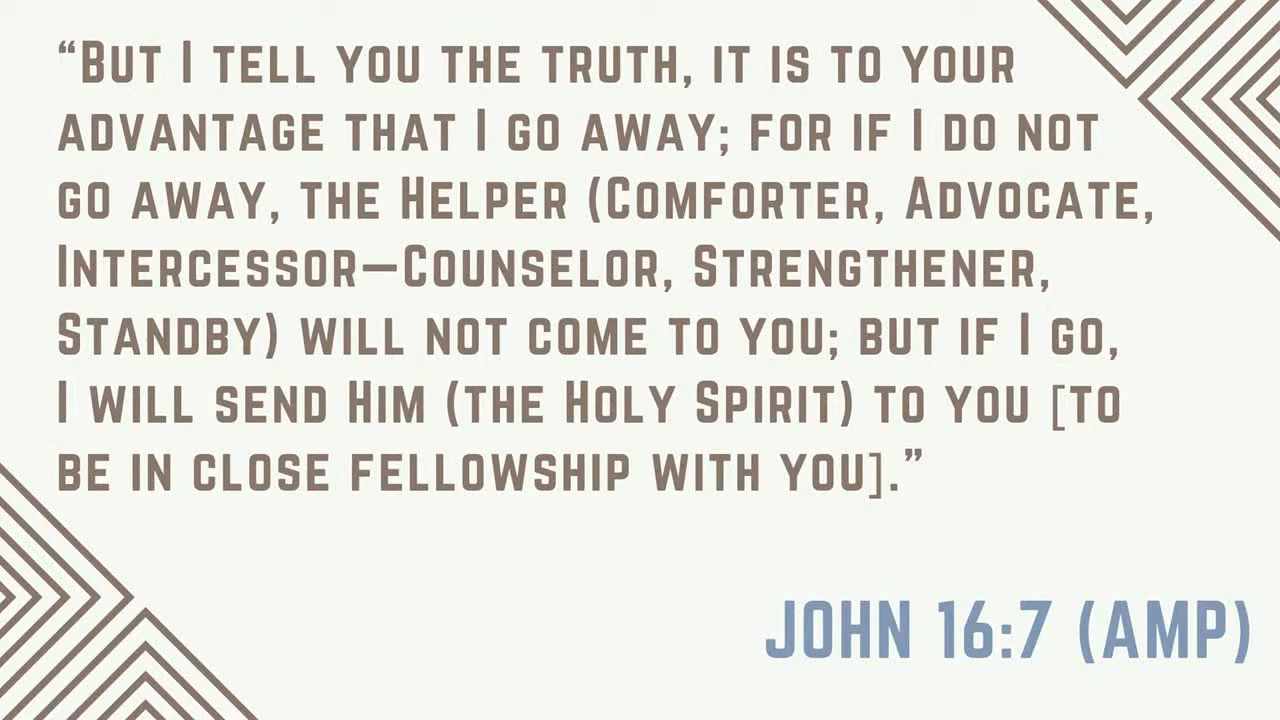 “But I tell you the truth, it is to your
advantage that I go away; for if I do not
go away, the Helper (Comforter, Advocate,
Intercessor—Counselor, Strengthener,
Standby) will not come to you; but if I go,
I will send Him (the Holy Spirit) to you [to
be in close fellowship with you].”
JOHN 16:7 (AMP)